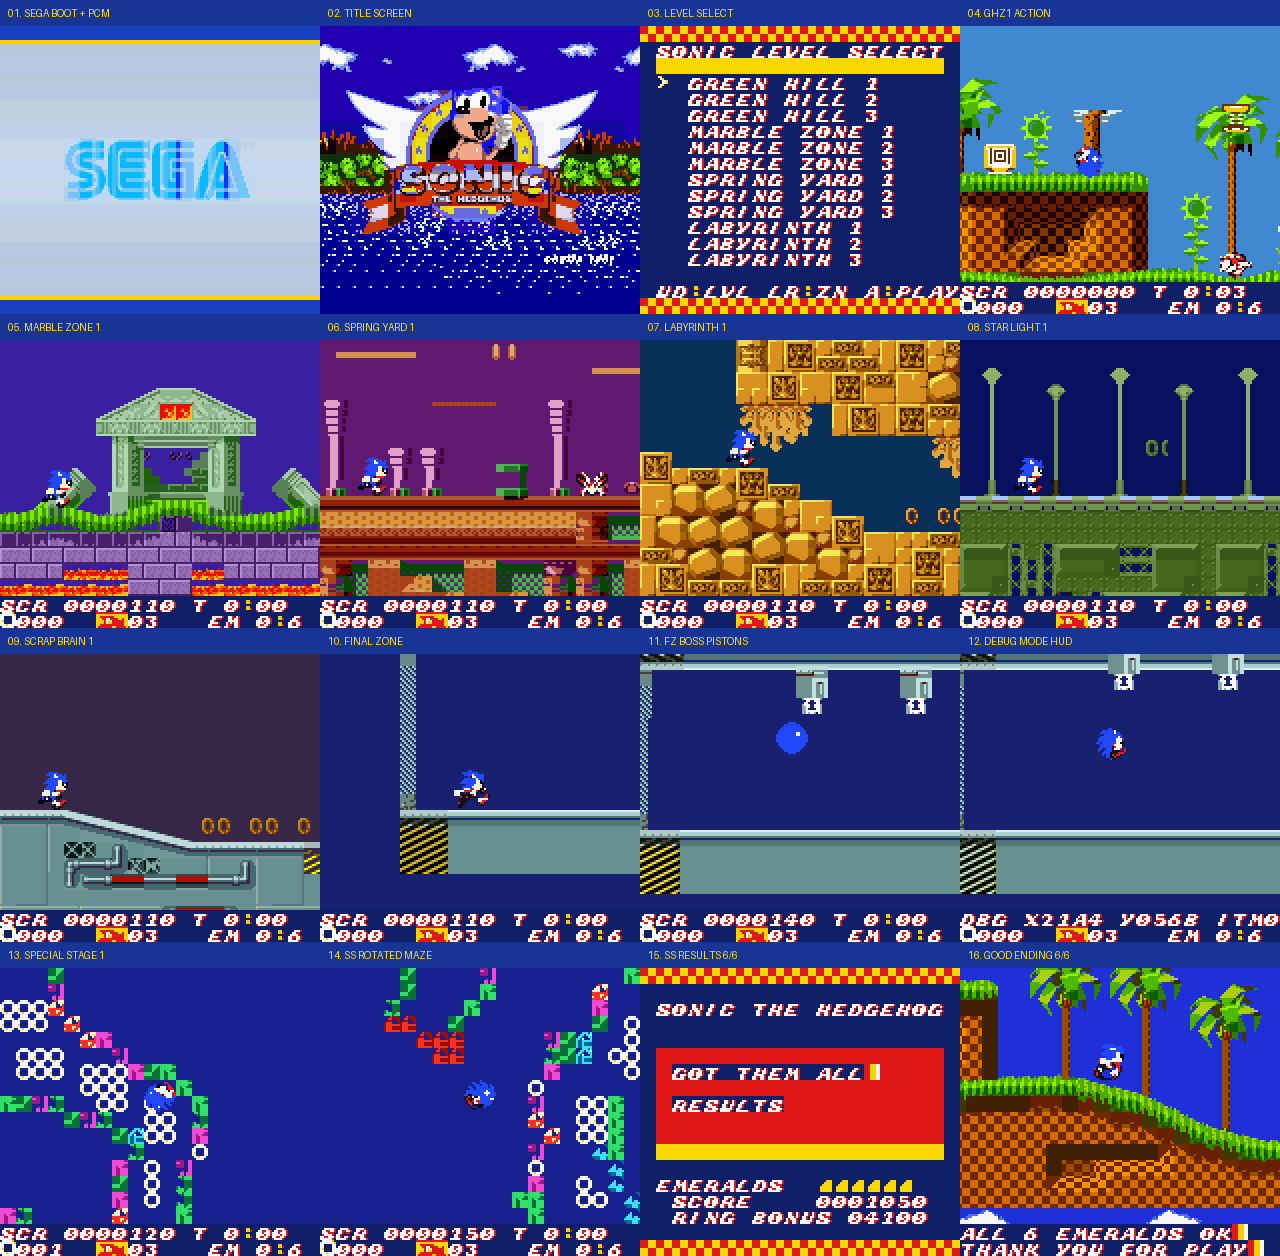 01. SEGA BOOT + PCM
SEGA
02. TITLE SCREEN
SONIC
THE HEDGEHOG
03. LEVEL SELECT
SONIC LEVEL SELECT
> GREEN HILL 1
GREEN HILL 2
GREEN HILL 3
MARBLE ZONE 1
MARBLE ZONE 2
MARBLE ZONE 3
SPRING YARD 1
SPRING YARD 2
SPRING YARD 3
LABYRINTH 1
LABYRINTH 2
LABYRINTH 3
UD:LVL LR:ZN A:PLAY
04. GHZ1 ACTION
SCR 0000000 T 0:03
000 03 EM 0:6
05. MARBLE ZONE 1
SCR 0000110 T 0:00
000 03 EM 0:6
06. SPRING YARD 1
SCR 0000110 T 0:00
000 03 EM 0:6
07. LABYRINTH 1
SCR 0000110 T 0:00
000 03 EM 0:6
08. STAR LIGHT 1
SCR 0000110 T 0:00
000 03 EM 0:6
09. SCRAP BRAIN 1
SCR 0000110 T 0:00
000 03 EM 0:6
10. FINAL ZONE
SCR 0000110 T 0:00
000 03 EM 0:6
11. FZ BOSS PISTONS
SCR 0000140 T 0:00
000 03 EM 0:6
12. DEBUG MODE HUD
DBG X21A4 Y0568 ITM0
000 03 EM 0:6
13. SPECIAL STAGE 1
SCR 0000120 T 0:00
001 03 EM 0:6
14. SS ROTATED MAZE
SCR 0000150 T 0:00
000 03 EM 0:6
15. SS RESULTS 6/6
SONIC THE HEDGEHOG
GOT THEM ALL
RESULTS
EMERALDS
SCORE 0001050
RING BONUS 04100
16. GOOD ENDING 6/6
ALL 6 EMERALDS OK
THANK YOU FOR PLAY